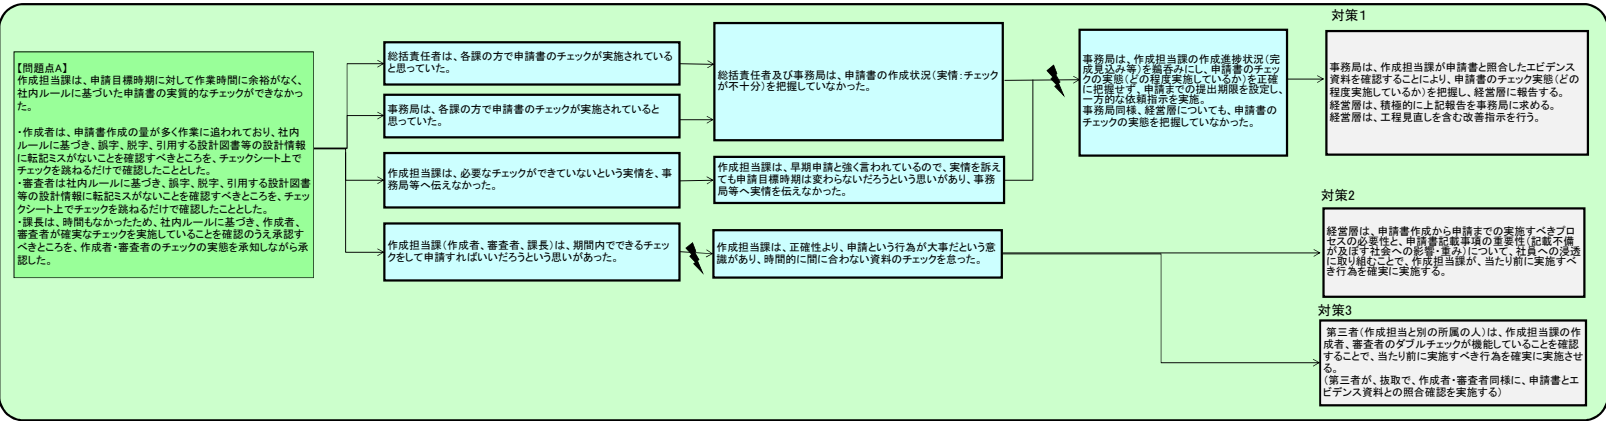 【問題点A】
作成担当課は、申請目標時期に対して作業時間に余裕がなく、
社内ルールに基づいた申請書の実質的なチェックができなかっ
た。
・作成者は、申請書作成の量が多く作業に追われており、社内
ルールに基づき、誤字、脱字、引用する設計図書等の設計情報
に転記ミスがないことを確認すべきところを、チェックシート上で
チェックを跳ねるだけで確認したこととした。
・審査者は社内ルールに基づき、誤字、脱字、引用する設計図書
等の設計情報に転記ミスがないことを確認すべきところを、チェッ
クシート上でチェックを跳ねるだけで確認したこととした。
・課長は、時間もなかったため、社内ルールに基づき、作成者、
審査者が確実なチェックを実施していることを確認のうえ承認す
べきところを、作成者・審査者のチェックの実態を承知しながら承
認した。
総括責任者は、各課の方で申請書のチェックが実施されている
と思っていた。
事務局は、各課の方で申請書のチェックが実施されていると
思っていた。
作成担当課は、必要なチェックができていないという実情を、事
務局等へ伝えなかった。
作成担当課(作成者、審査者、課長)は、期間内でできるチェッ
クをして申請すればいいだろうという思いがあった。
総括責任者及び事務局は、申請書の作成状況(実情:チェック
が不十分)を把握していなかった。
作成担当課は、早期申請と強く言われているので、実情を訴え
ても申請目標時期は変わらないだろうという思いがあり、事務
局等へ実情を伝えなかった。
作成担当課は、正確性より、申請という行為が大事だという意
識があり、時間的に間に合わない資料のチェックを怠った。
事務局は、作成担当課の作成進捗状況(完
成見込み等)を鵜呑みにし、申請書のチェッ
クの実態(どの程度実施しているか)を正確
に把握せず、申請までの提出期限を設定し、
一方的な依頼指示を実施。
事務局同様、経営層についても、申請書の
チェックの実態を把握していなかった。
対策1
事務局は、作成担当課が申請書と照合したエビデンス
資料を確認することにより、申請書のチェック実態(どの
程度実施しているか)を把握し、経営層に報告する。
経営層は、積極的に上記報告を事務局に求める。
経営層は、工程見直しを含む改善指示を行う。
対策2
経営層は、申請書作成から申請までの実施すべきプロ
セスの必要性と、申請書記載事項の重要性(記載不備
が及ぼす社会への影響・重み)について、社員への浸透
に取り組むことで、作成担当課が、当たり前に実施すべ
き行為を確実に実施する。
対策3
第三者(作成担当と別の所属の人)は、作成担当課の作
成者、審査者のダブルチェックが機能していることを確認
することで、当たり前に実施すべき行為を確実に実施させ
る。
(第三者が、抜取で、作成者・審査者同様に、申請書とエ
ビデンス資料との照合確認を実施する)